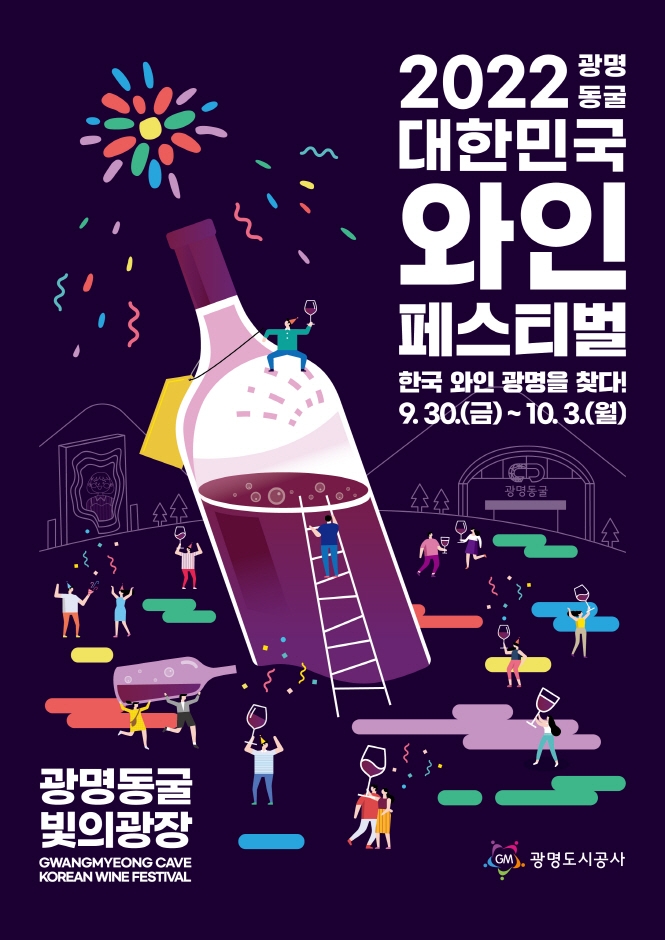 2022 광명
동굴
대한민국
와인
페스티벌
한국 와인 광명을 찾다!
9. 30.(금) ~ 10. 3.(월)
광명동굴
광명동굴
빛의광장
GWANGMYEONG CAVE
KOREAN WINE FESTIVAL
GM 광명도시공사